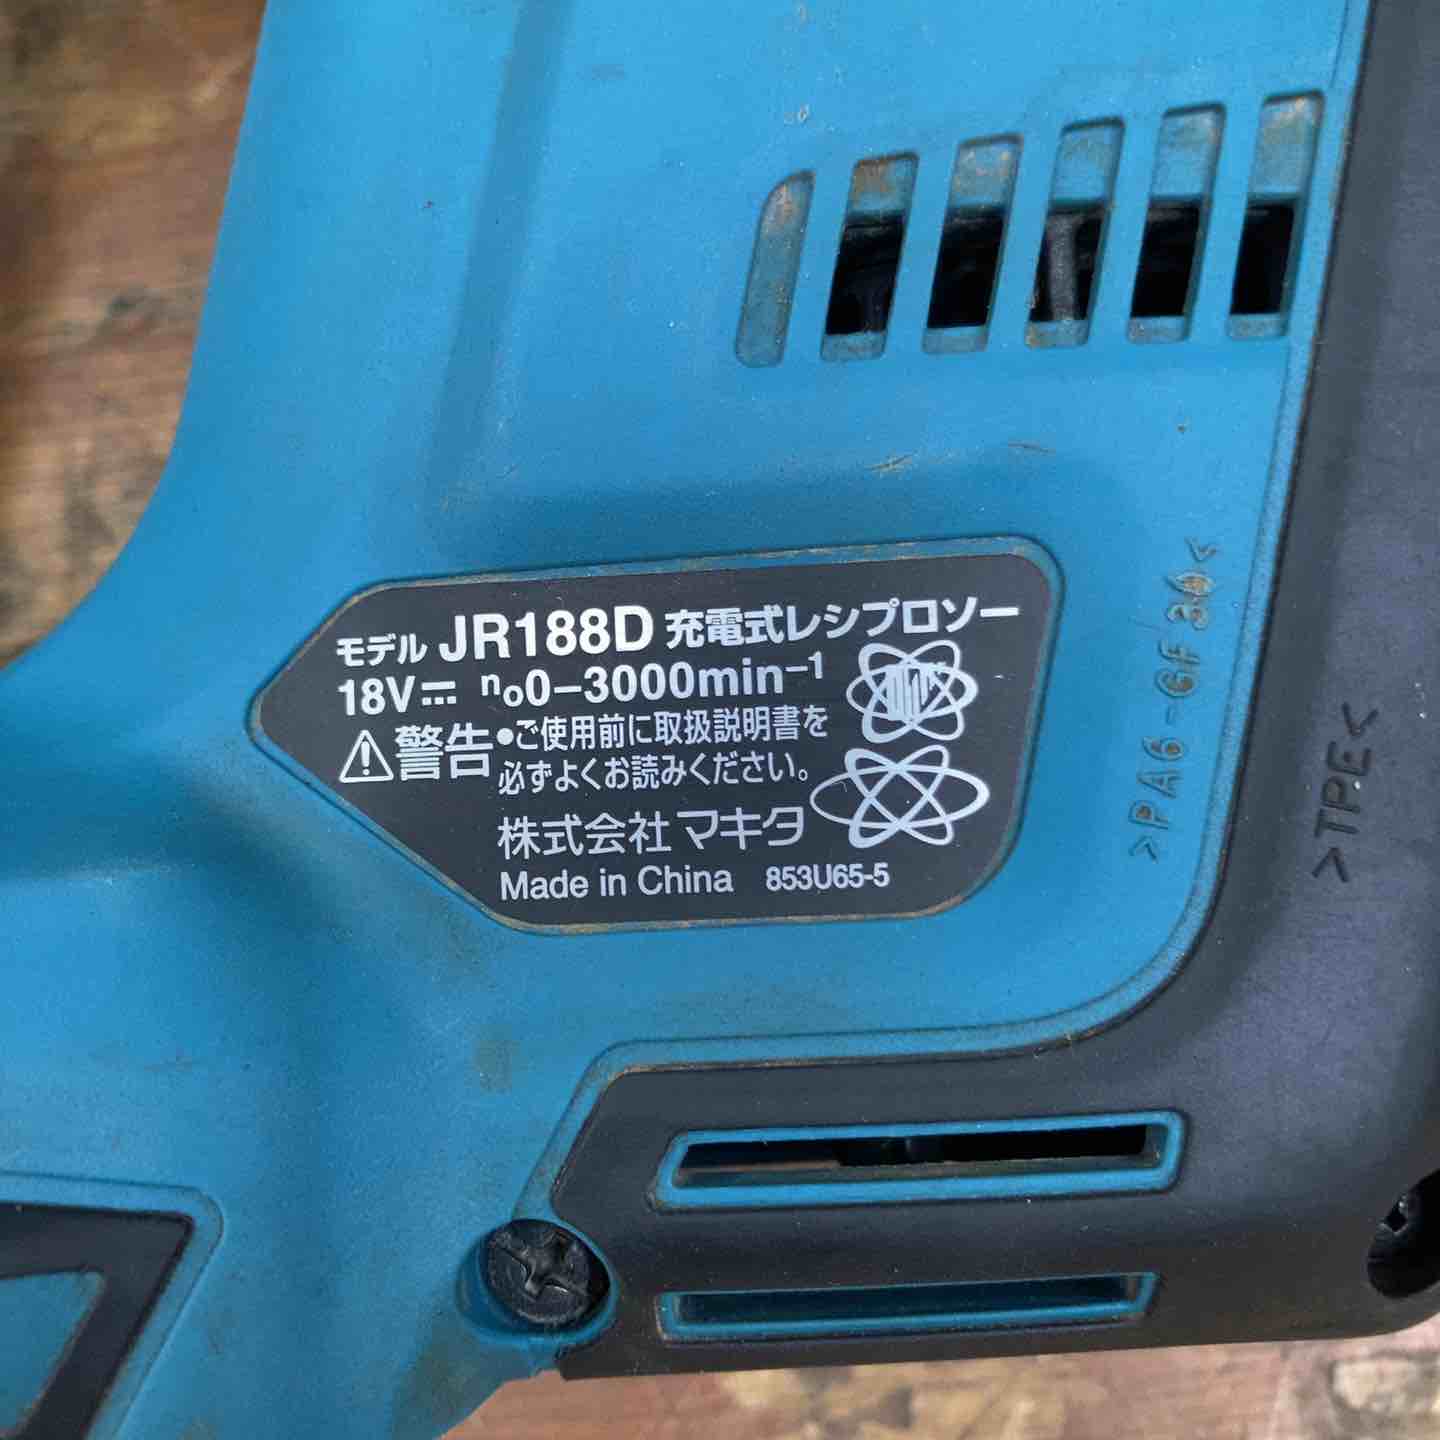 モデル JR188D 充電式レシプロソー
18V⎓ n₀0–3000min⁻¹
⚠警告 ●ご使用前に取扱説明書を
必ずよくお読みください。
株式会社マキタ
Made in China 853U65-5
>PA6-GF30<
>TPE<